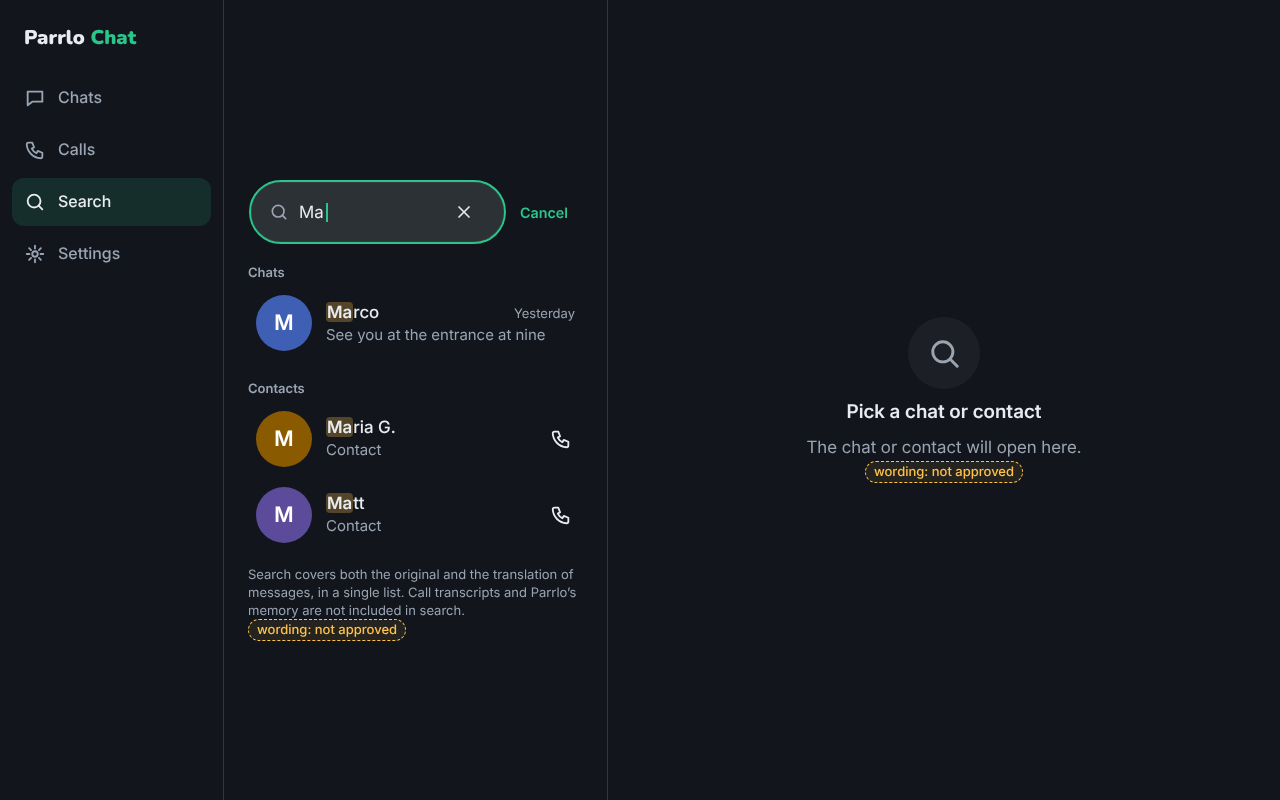 Parrlo Chat
Chats
Calls
Search
Settings
Ma
Cancel
Chats
M
Marco
Yesterday
See you at the entrance at nine
Contacts
M
Maria G.
Contact
M
Matt
Contact
Search covers both the original and the translation of
messages, in a single list. Call transcripts and Parrlo’s
memory are not included in search.
wording: not approved
Pick a chat or contact
The chat or contact will open here.
wording: not approved